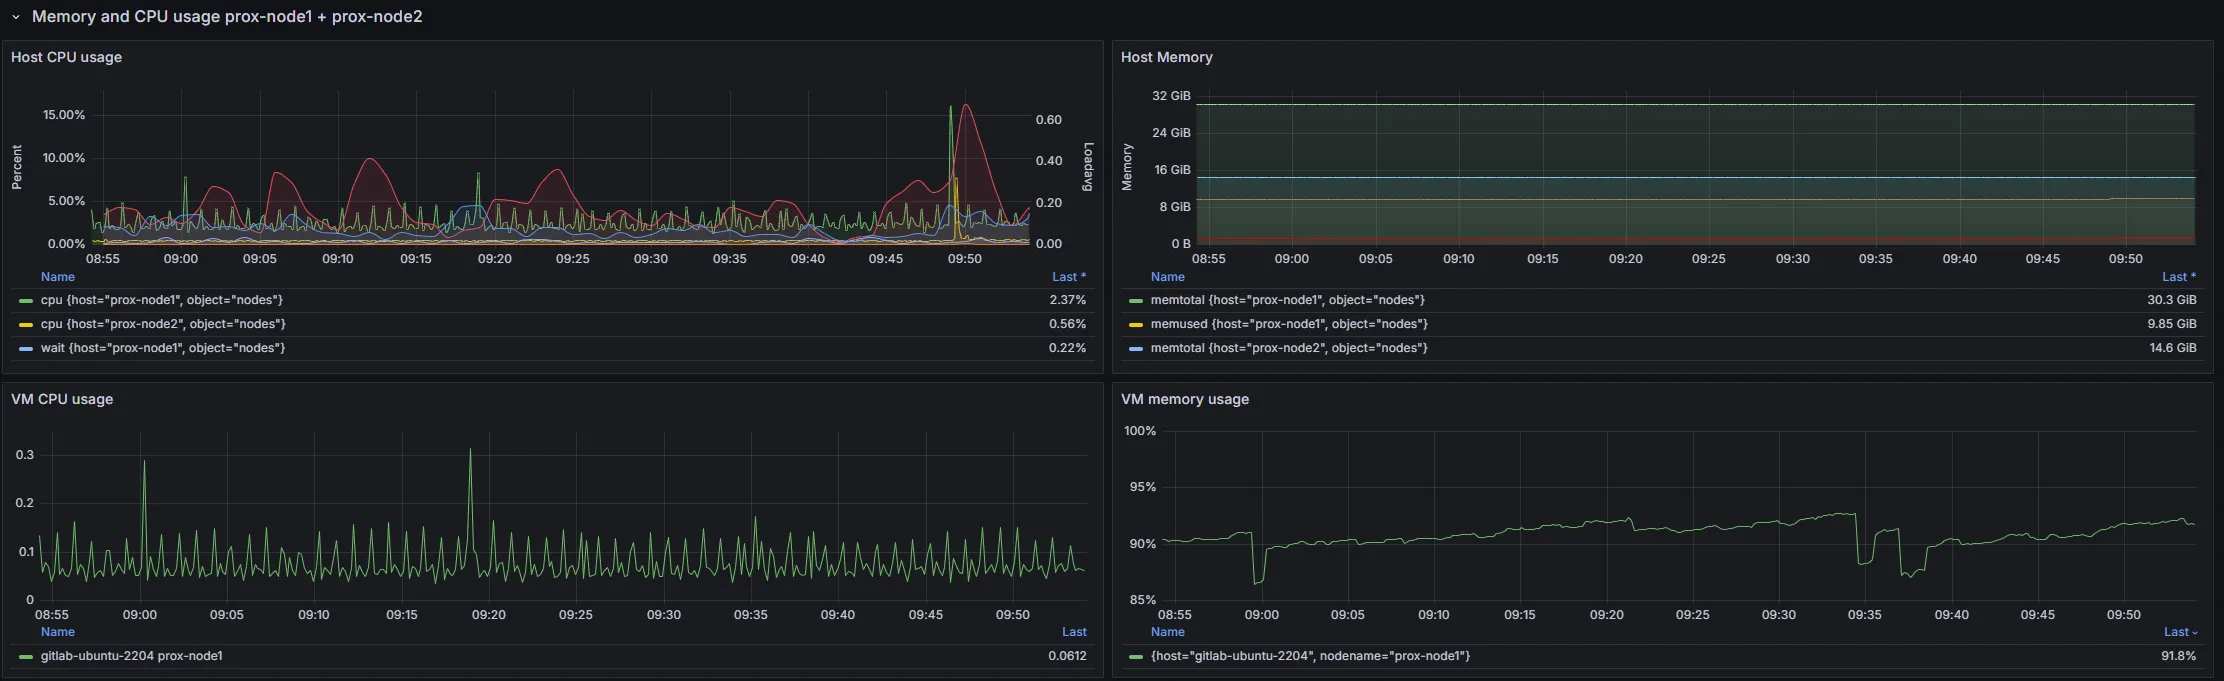 Memory and CPU usage prox-node1 + prox-node2
Host CPU usage
15.00%
10.00%
5.00%
0.00%
Percent
0.60
0.40
0.20
0.00
Loadavg
08:55 09:00 09:05 09:10 09:15 09:20 09:25 09:30 09:35 09:40 09:45 09:50
Name Last *
cpu {host="prox-node1", object="nodes"} 2.37%
cpu {host="prox-node2", object="nodes"} 0.56%
wait {host="prox-node1", object="nodes"} 0.22%
Host Memory
32 GiB
24 GiB
16 GiB
8 GiB
0 B
Memory
08:55 09:00 09:05 09:10 09:15 09:20 09:25 09:30 09:35 09:40 09:45 09:50
Name Last *
memtotal {host="prox-node1", object="nodes"} 30.3 GiB
memused {host="prox-node1", object="nodes"} 9.85 GiB
memtotal {host="prox-node2", object="nodes"} 14.6 GiB
VM CPU usage
0.3
0.2
0.1
0
08:55 09:00 09:05 09:10 09:15 09:20 09:25 09:30 09:35 09:40 09:45 09:50
Name Last
gitlab-ubuntu-2204 prox-node1 0.0612
VM memory usage
100%
95%
90%
85%
08:55 09:00 09:05 09:10 09:15 09:20 09:25 09:30 09:35 09:40 09:45 09:50
Name Last
{host="gitlab-ubuntu-2204", nodename="prox-node1"} 91.8%